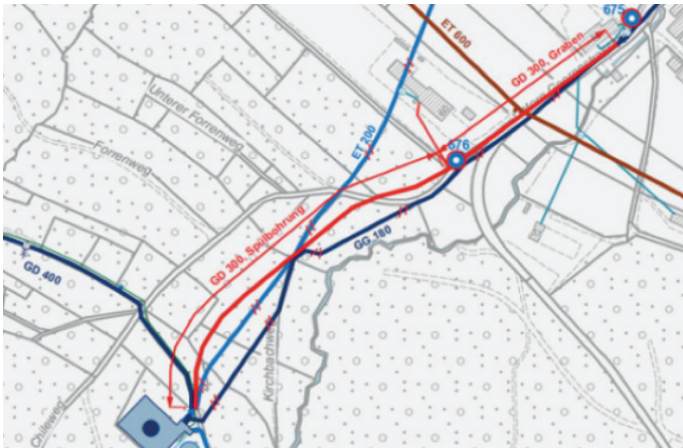 675
ET 600
GD 300, Graben
Unterer Forrenweg
Forrenweg
ET 200
676
GD 300, Spülbohrung
GG 180
GD 400
Kirchbachweg
Chileweg